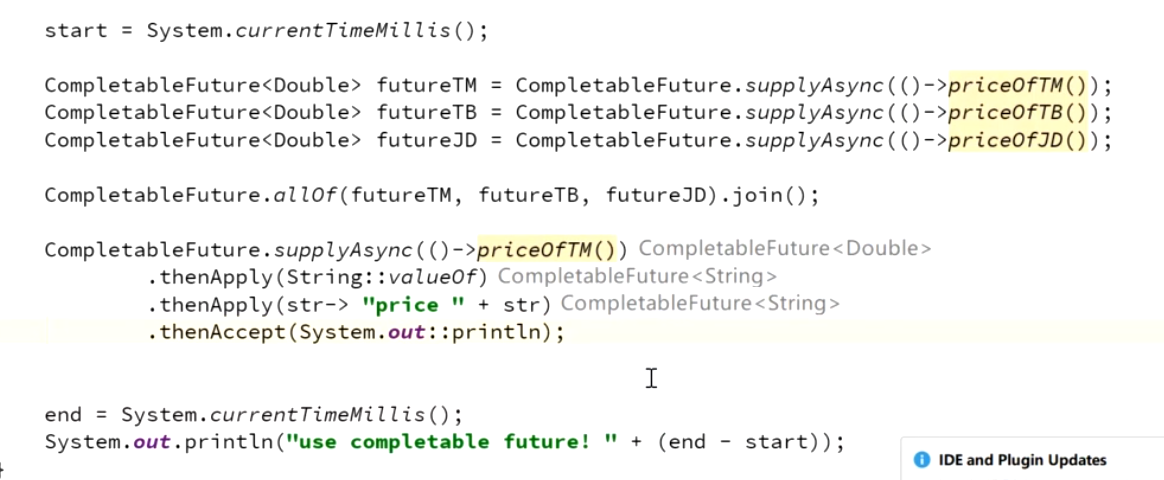 start = System.currentTimeMillis();
CompletableFuture<Double> futureTM = CompletableFuture.supplyAsync(()->priceOfTM());
CompletableFuture<Double> futureTB = CompletableFuture.supplyAsync(()->priceOfTB());
CompletableFuture<Double> futureJD = CompletableFuture.supplyAsync(()->priceOfJD());
CompletableFuture.allOf(futureTM, futureTB, futureJD).join();
CompletableFuture.supplyAsync(()->priceOfTM()) CompletableFuture<Double>
.thenApply(String::valueOf) CompletableFuture<String>
.thenApply(str-> "price " + str) CompletableFuture<String>
.thenAccept(System.out::println);
end = System.currentTimeMillis();
System.out.println("use completable future! " + (end - start));
}
IDE and Plugin Updates